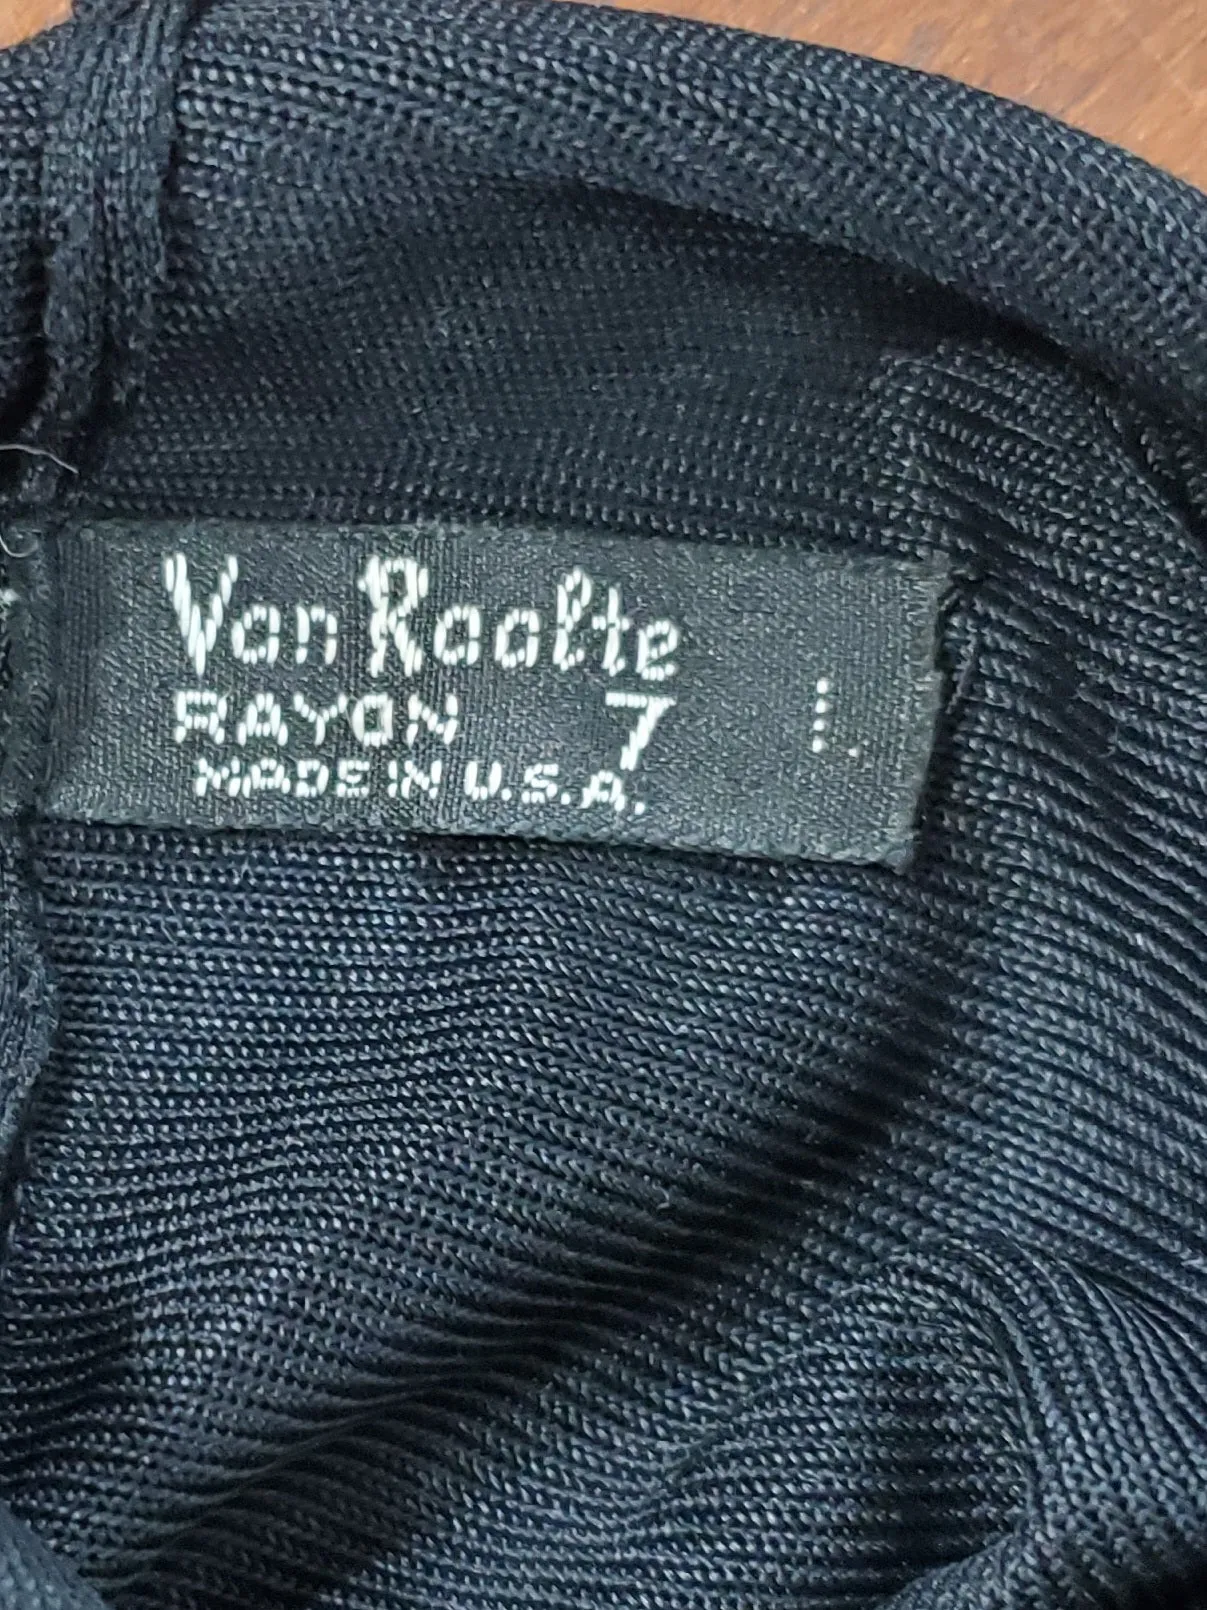 Van Raalte
RAYON 7 L
MADE IN U.S.A.